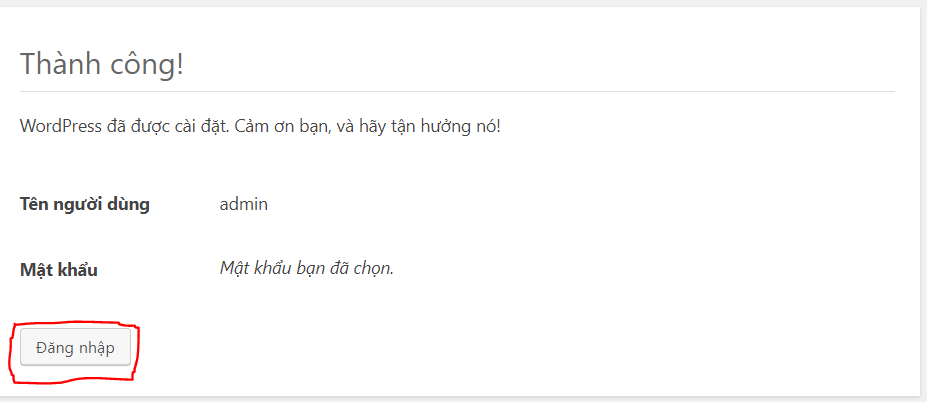 Thành công!
WordPress đã được cài đặt. Cảm ơn bạn, và hãy tận hưởng nó!
Tên người dùng admin
Mật khẩu Mật khẩu bạn đã chọn.
Đăng nhập